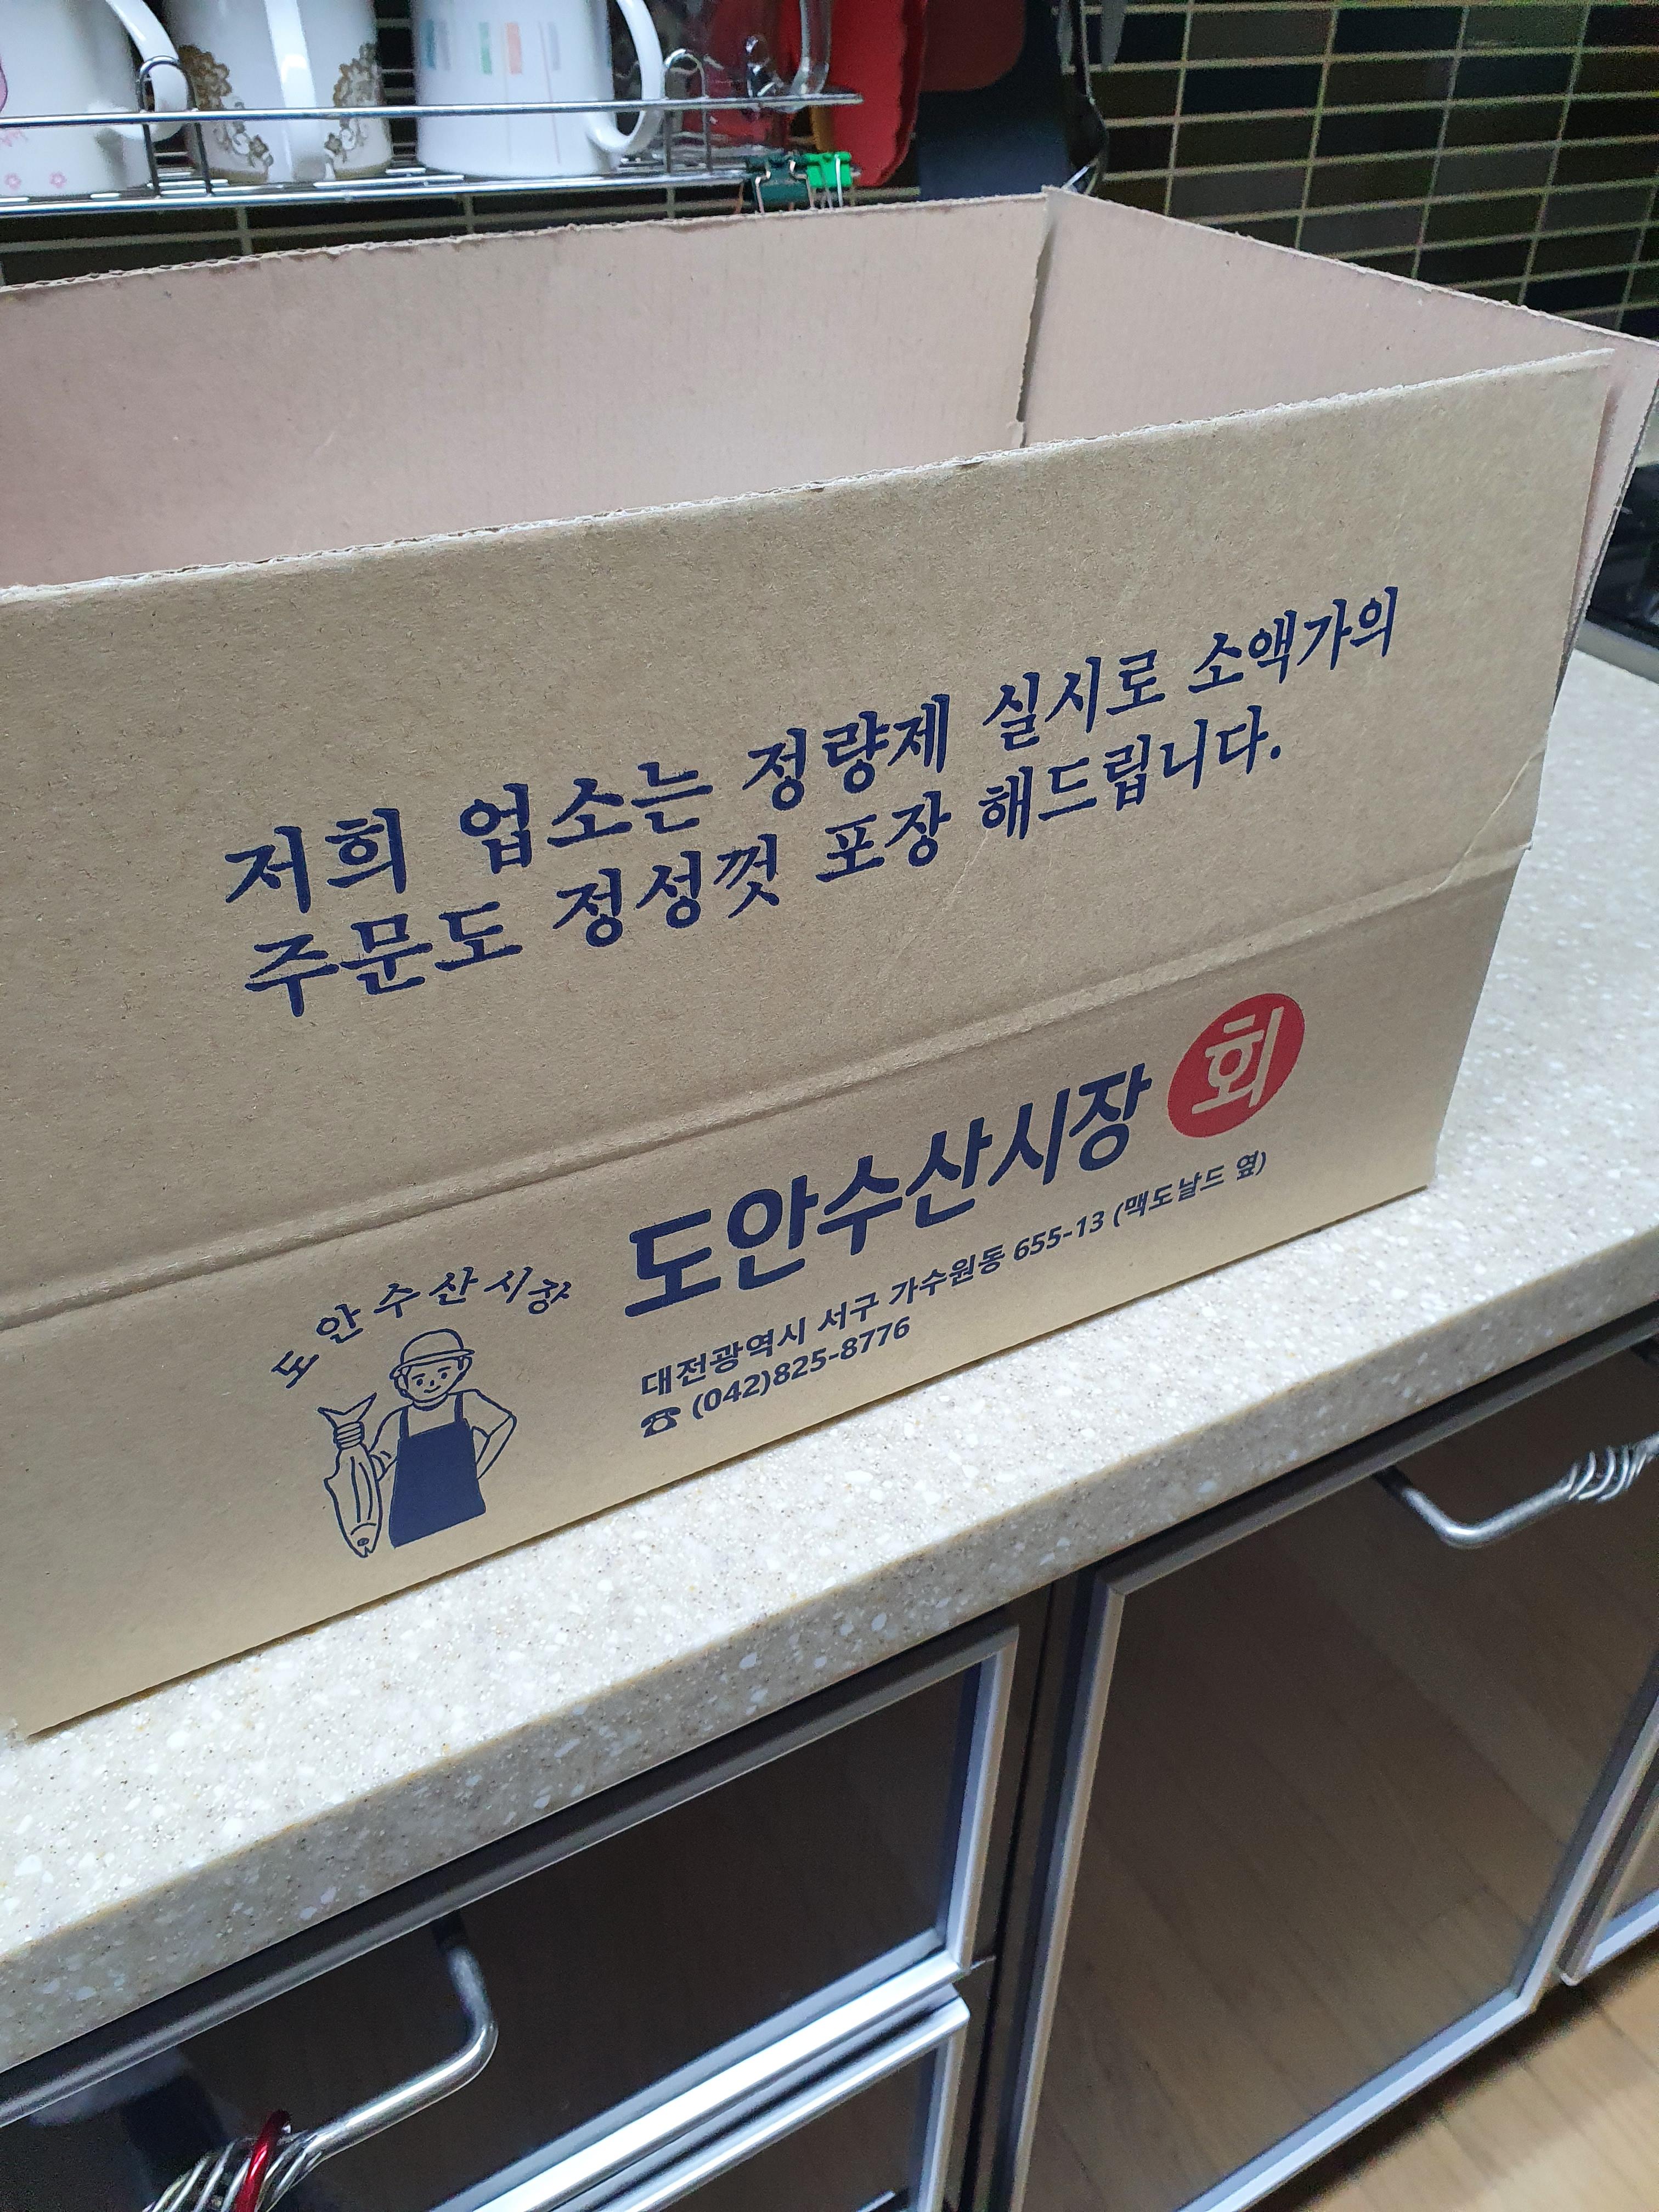 저희 업소는 정량제 실시로 소액가의
주문도 정성껏 포장 해드립니다.
도안수산시장
도안수산시장 회
대전광역시 서구 가수원동 655-13 (맥도날드 옆)
☎ (042)825-8776